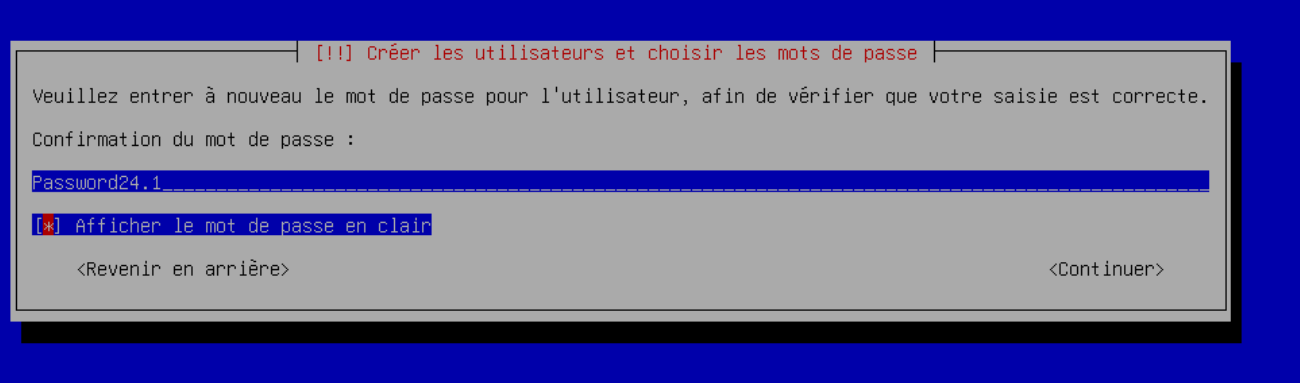 [!!] Créer les utilisateurs et choisir les mots de passe
Veuillez entrer à nouveau le mot de passe pour l'utilisateur, afin de vérifier que votre saisie est correcte.
Confirmation du mot de passe :
Password24.1
[*] Afficher le mot de passe en clair
<Revenir en arrière> <Continuer>